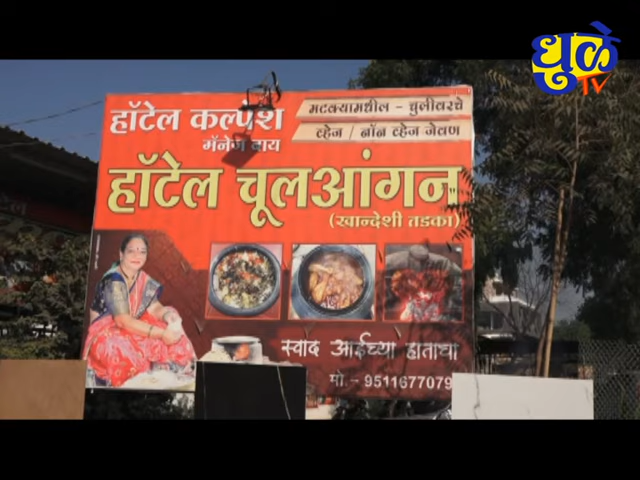 धुळे
TV
हॉटेल कल्पेश
मटक्यामधील - चुलीवरचे
व्हेज / नॉन व्हेज जेवण
मॅनेज बाय
हॉटेल चूलआंगन
(खान्देशी तडका)
स्वाद आईच्या हाताचा
मो - 9511677079